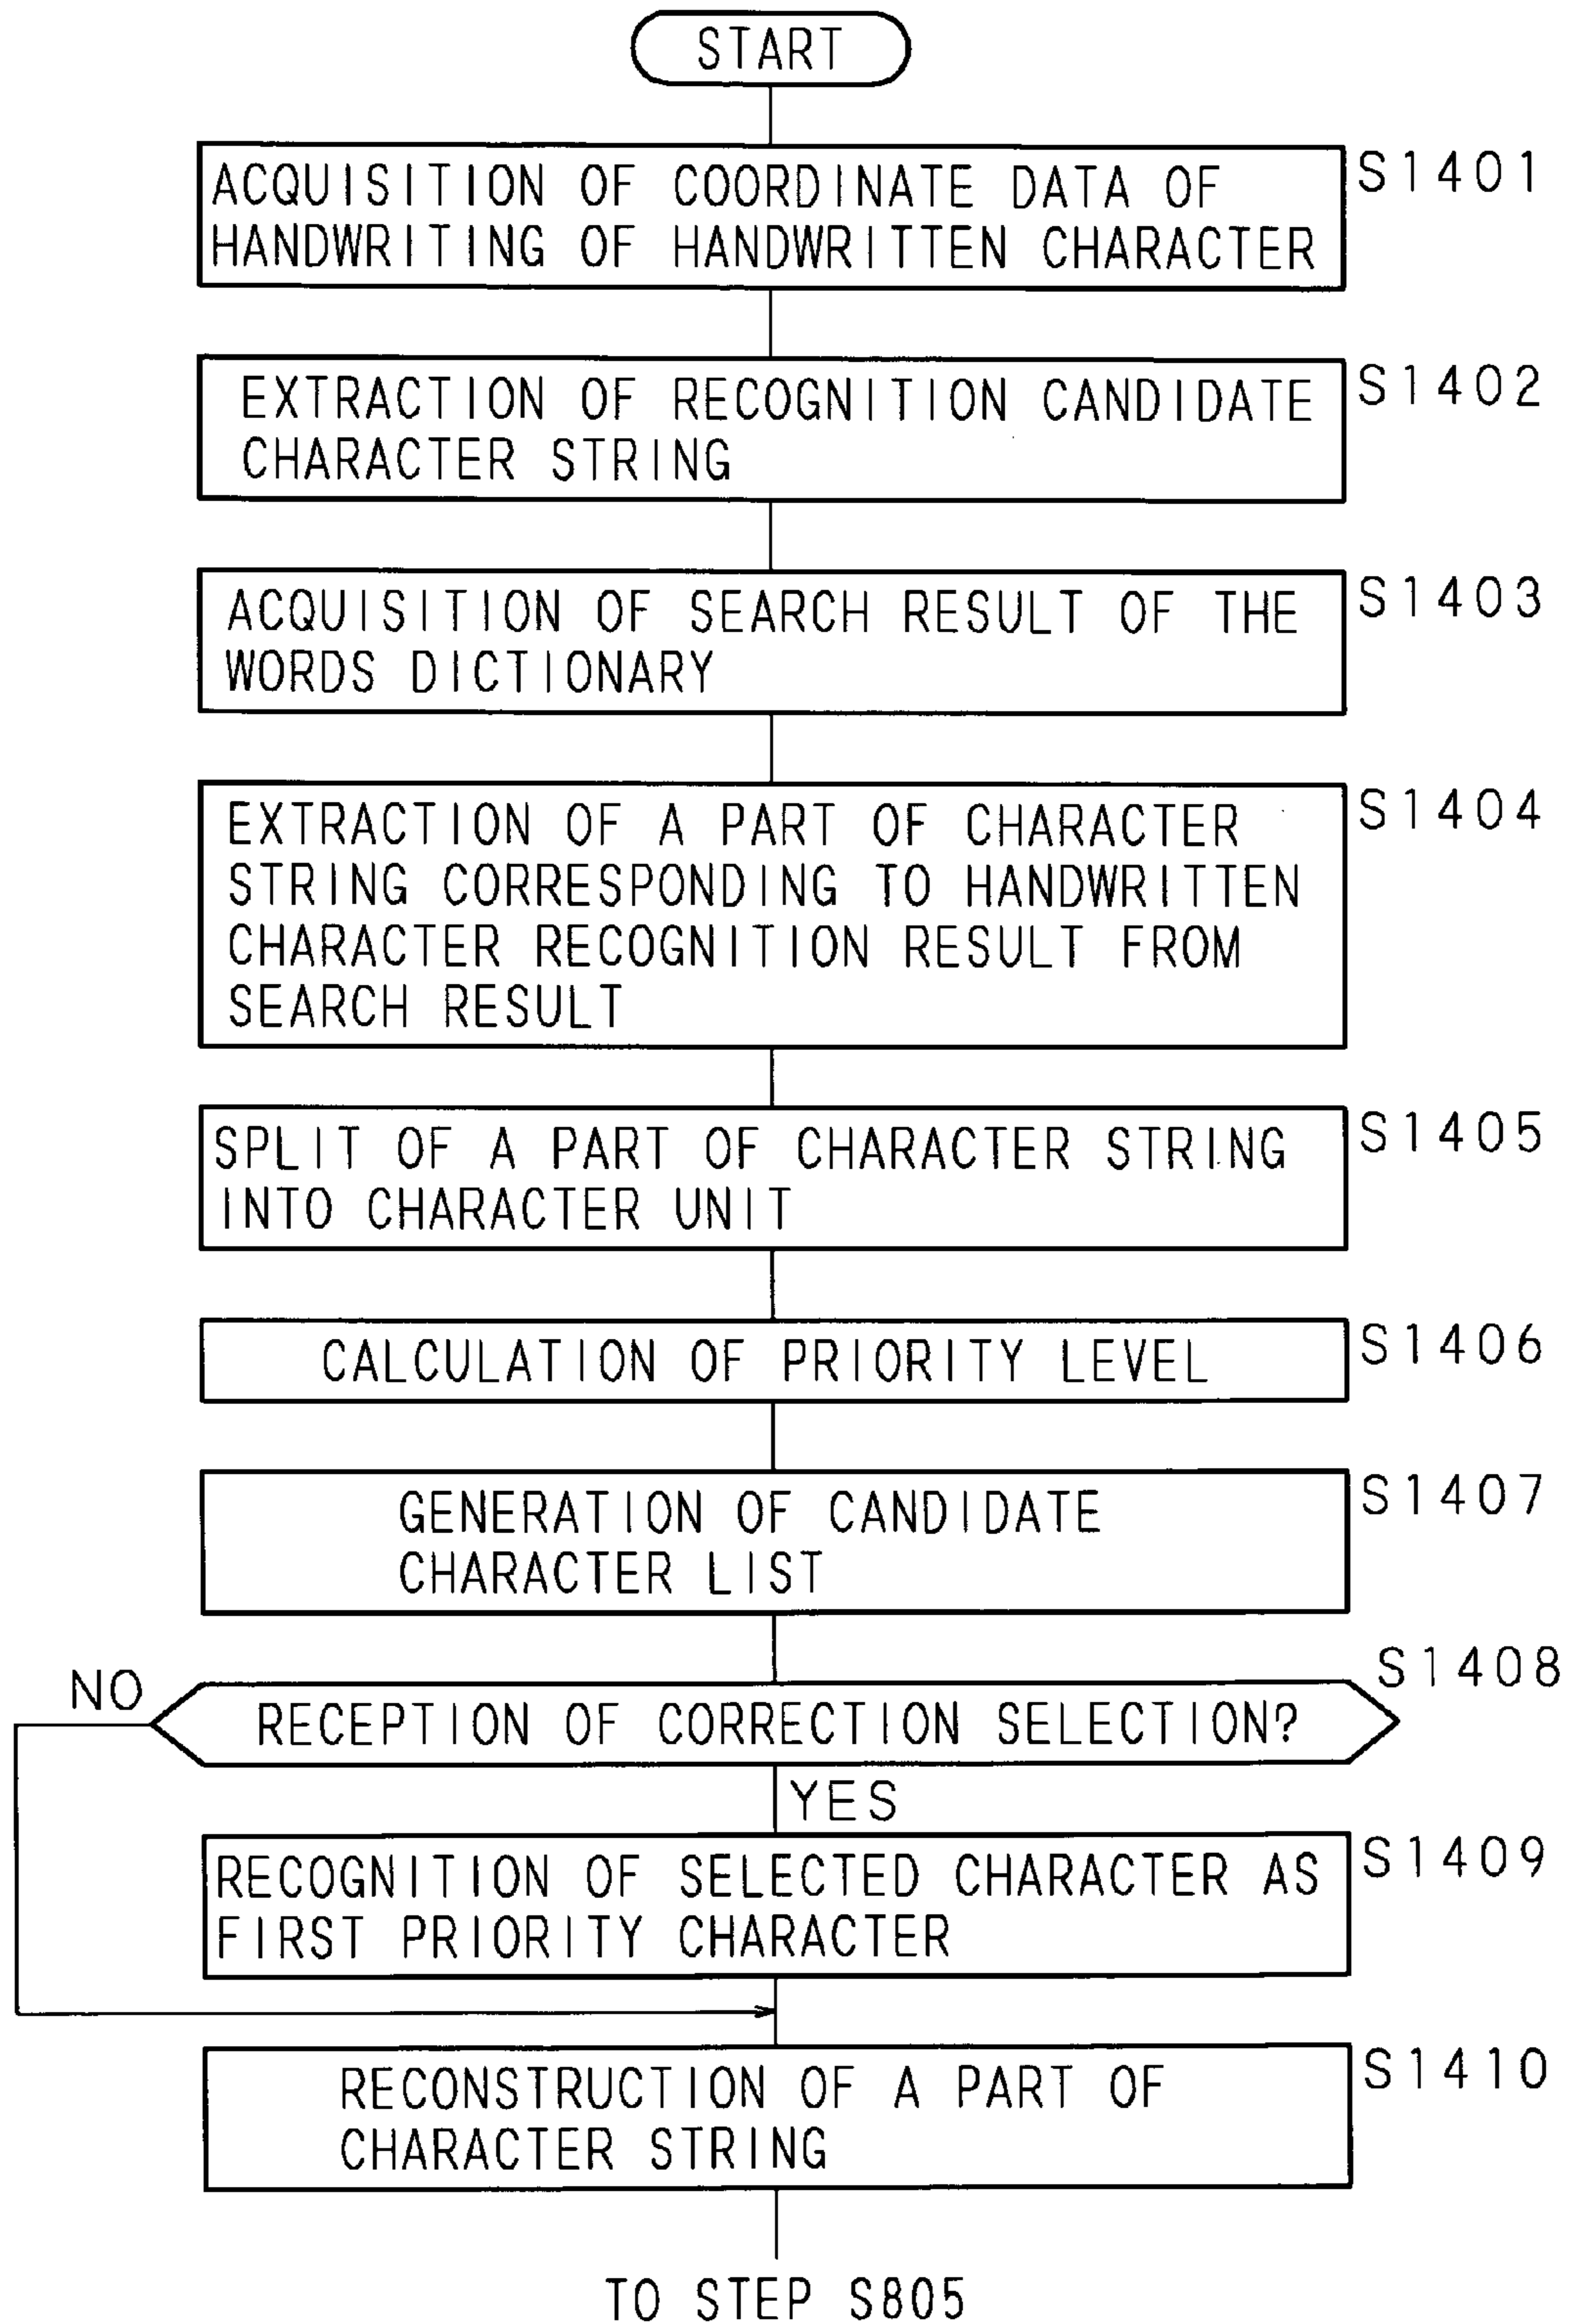 START
S1401
ACQUISITION OF COORDINATE DATA OF
HANDWRITING OF HANDWRITTEN CHARACTER
S1402
EXTRACTION OF RECOGNITION CANDIDATE
CHARACTER STRING
S1403
ACQUISITION OF SEARCH RESULT OF THE
WORDS DICTIONARY
S1404
EXTRACTION OF A PART OF CHARACTER
STRING CORRESPONDING TO HANDWRITTEN
CHARACTER RECOGNITION RESULT FROM
SEARCH RESULT
S1405
SPLIT OF A PART OF CHARACTER STRING
INTO CHARACTER UNIT
S1406
CALCULATION OF PRIORITY LEVEL
S1407
GENERATION OF CANDIDATE
CHARACTER LIST
S1408
NO
RECEPTION OF CORRECTION SELECTION?
YES
S1409
RECOGNITION OF SELECTED CHARACTER AS
FIRST PRIORITY CHARACTER
S1410
RECONSTRUCTION OF A PART OF
CHARACTER STRING
TO STEP S805